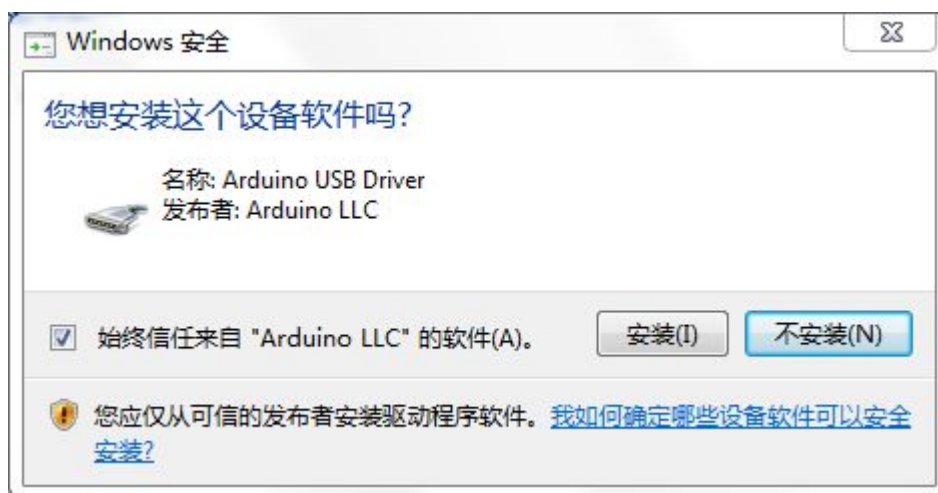 Windows 安全
您想安装这个设备软件吗?
名称: Arduino USB Driver
发布者: Arduino LLC
始终信任来自 "Arduino LLC" 的软件(A)。
安装(I)
不安装(N)
您应仅从可信的发布者安装驱动程序软件。我如何确定哪些设备软件可以安全
安装?